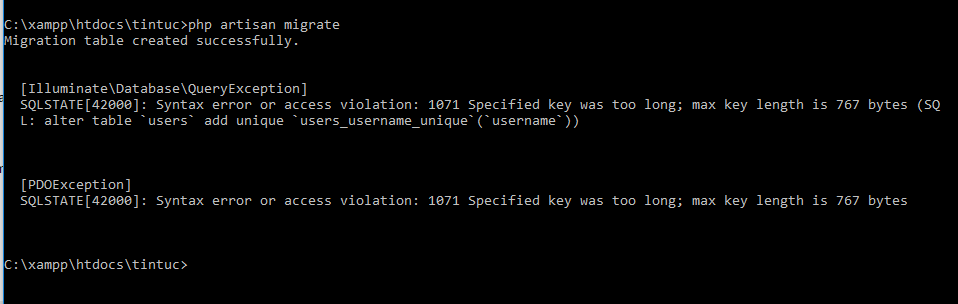 C:\xampp\htdocs\tintuc>php artisan migrate
Migration table created successfully.
[Illuminate\Database\QueryException]
SQLSTATE[42000]: Syntax error or access violation: 1071 Specified key was too long; max key length is 767 bytes (SQ
L: alter table `users` add unique `users_username_unique`(`username`))
[PDOException]
SQLSTATE[42000]: Syntax error or access violation: 1071 Specified key was too long; max key length is 767 bytes
C:\xampp\htdocs\tintuc>